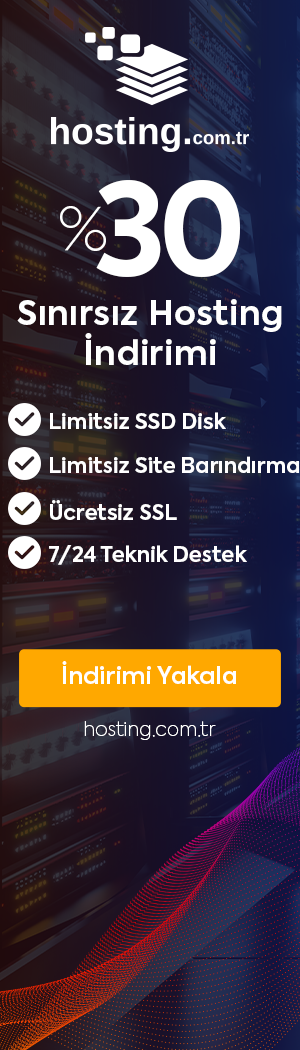 hosting.com.tr
%30
Sınırsız Hosting
İndirimi
Limitsiz SSD Disk
Limitsiz Site Barındırma
Ücretsiz SSL
7/24 Teknik Destek
İndirimi Yakala
hosting.com.tr